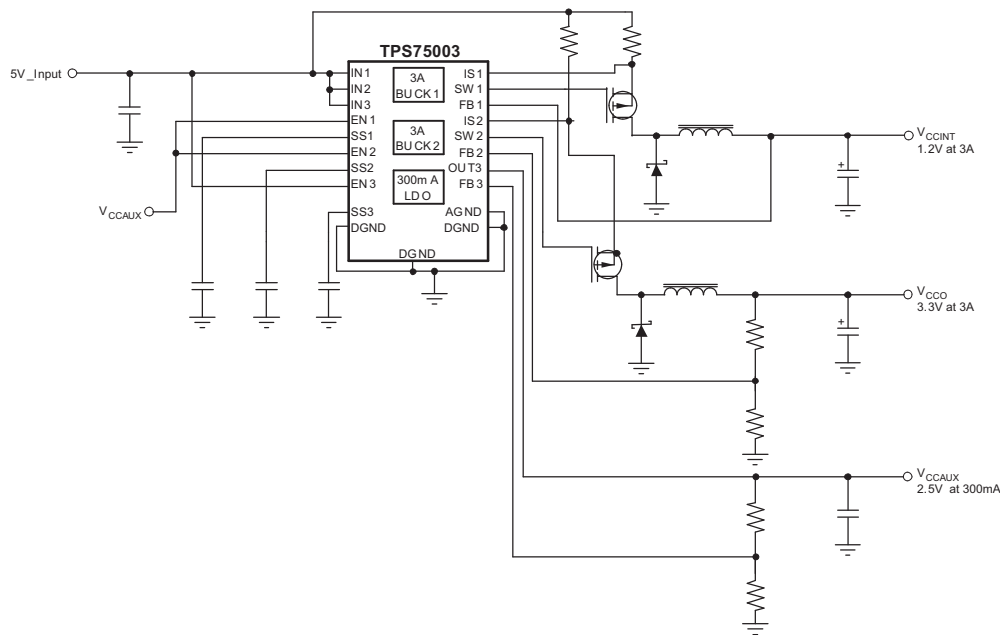 TPS75003
5V_Input
IN1
IN2
IN3
EN1
SS1
EN2
SS2
EN3
SS3
DGND
DGND
3A
BUCK1
3A
BUCK2
300mA
LDO
IS1
SW1
FB1
IS2
SW2
FB2
OUT3
FB3
AGND
DGND
VCCAUX
VCCINT
1.2V at 3A
+
VCCO
3.3V at 3A
+
VCCAUX
2.5V at 300mA